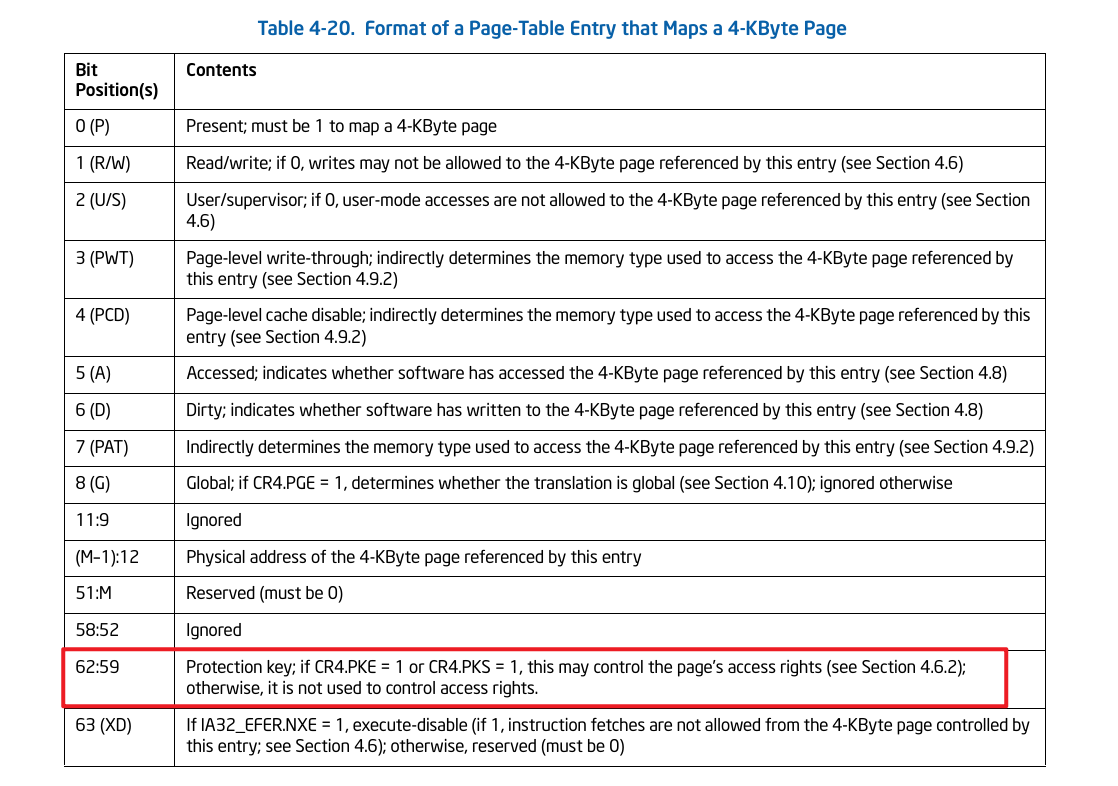 Table 4-20. Format of a Page-Table Entry that Maps a 4-KByte Page
Bit
Position(s)
Contents
0 (P)
Present; must be 1 to map a 4-KByte page
1 (R/W)
Read/write; if 0, writes may not be allowed to the 4-KByte page referenced by this entry (see Section 4.6)
2 (U/S)
User/supervisor; if 0, user-mode accesses are not allowed to the 4-KByte page referenced by this entry (see Section
4.6)
3 (PWT)
Page-level write-through; indirectly determines the memory type used to access the 4-KByte page referenced by
this entry (see Section 4.9.2)
4 (PCD)
Page-level cache disable; indirectly determines the memory type used to access the 4-KByte page referenced by this
entry (see Section 4.9.2)
5 (A)
Accessed; indicates whether software has accessed the 4-KByte page referenced by this entry (see Section 4.8)
6 (D)
Dirty; indicates whether software has written to the 4-KByte page referenced by this entry (see Section 4.8)
7 (PAT)
Indirectly determines the memory type used to access the 4-KByte page referenced by this entry (see Section 4.9.2)
8 (G)
Global; if CR4.PGE = 1, determines whether the translation is global (see Section 4.10); ignored otherwise
11:9
Ignored
(M–1):12
Physical address of the 4-KByte page referenced by this entry
51:M
Reserved (must be 0)
58:52
Ignored
62:59
Protection key; if CR4.PKE = 1 or CR4.PKS = 1, this may control the page's access rights (see Section 4.6.2);
otherwise, it is not used to control access rights.
63 (XD)
If IA32_EFER.NXE = 1, execute-disable (if 1, instruction fetches are not allowed from the 4-KByte page controlled by
this entry; see Section 4.6); otherwise, reserved (must be 0)